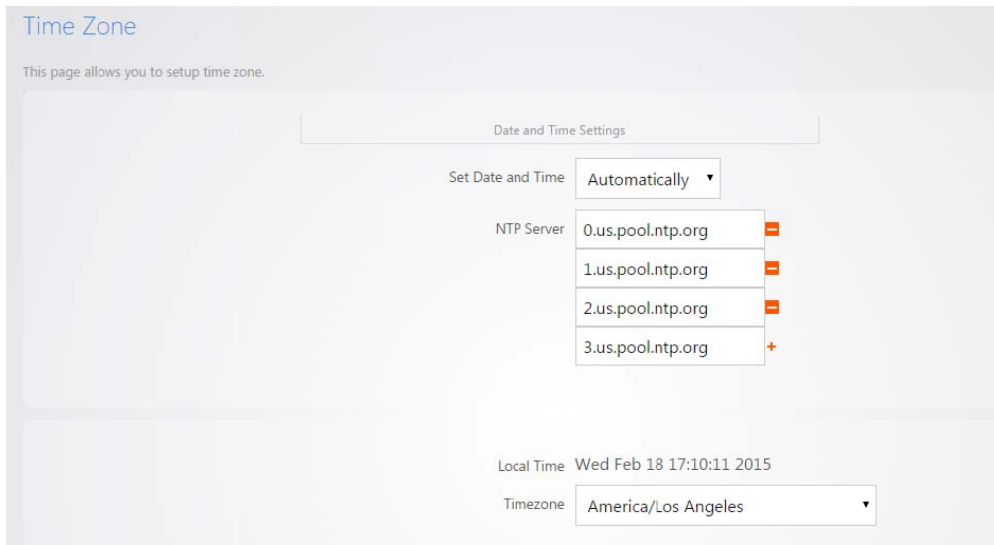 Time Zone
This page allows you to setup time zone.
Date and Time Settings
Set Date and Time Automatically
NTP Server 0.us.pool.ntp.org
1.us.pool.ntp.org
2.us.pool.ntp.org
3.us.pool.ntp.org
Local Time Wed Feb 18 17:10:11 2015
Timezone America/Los Angeles